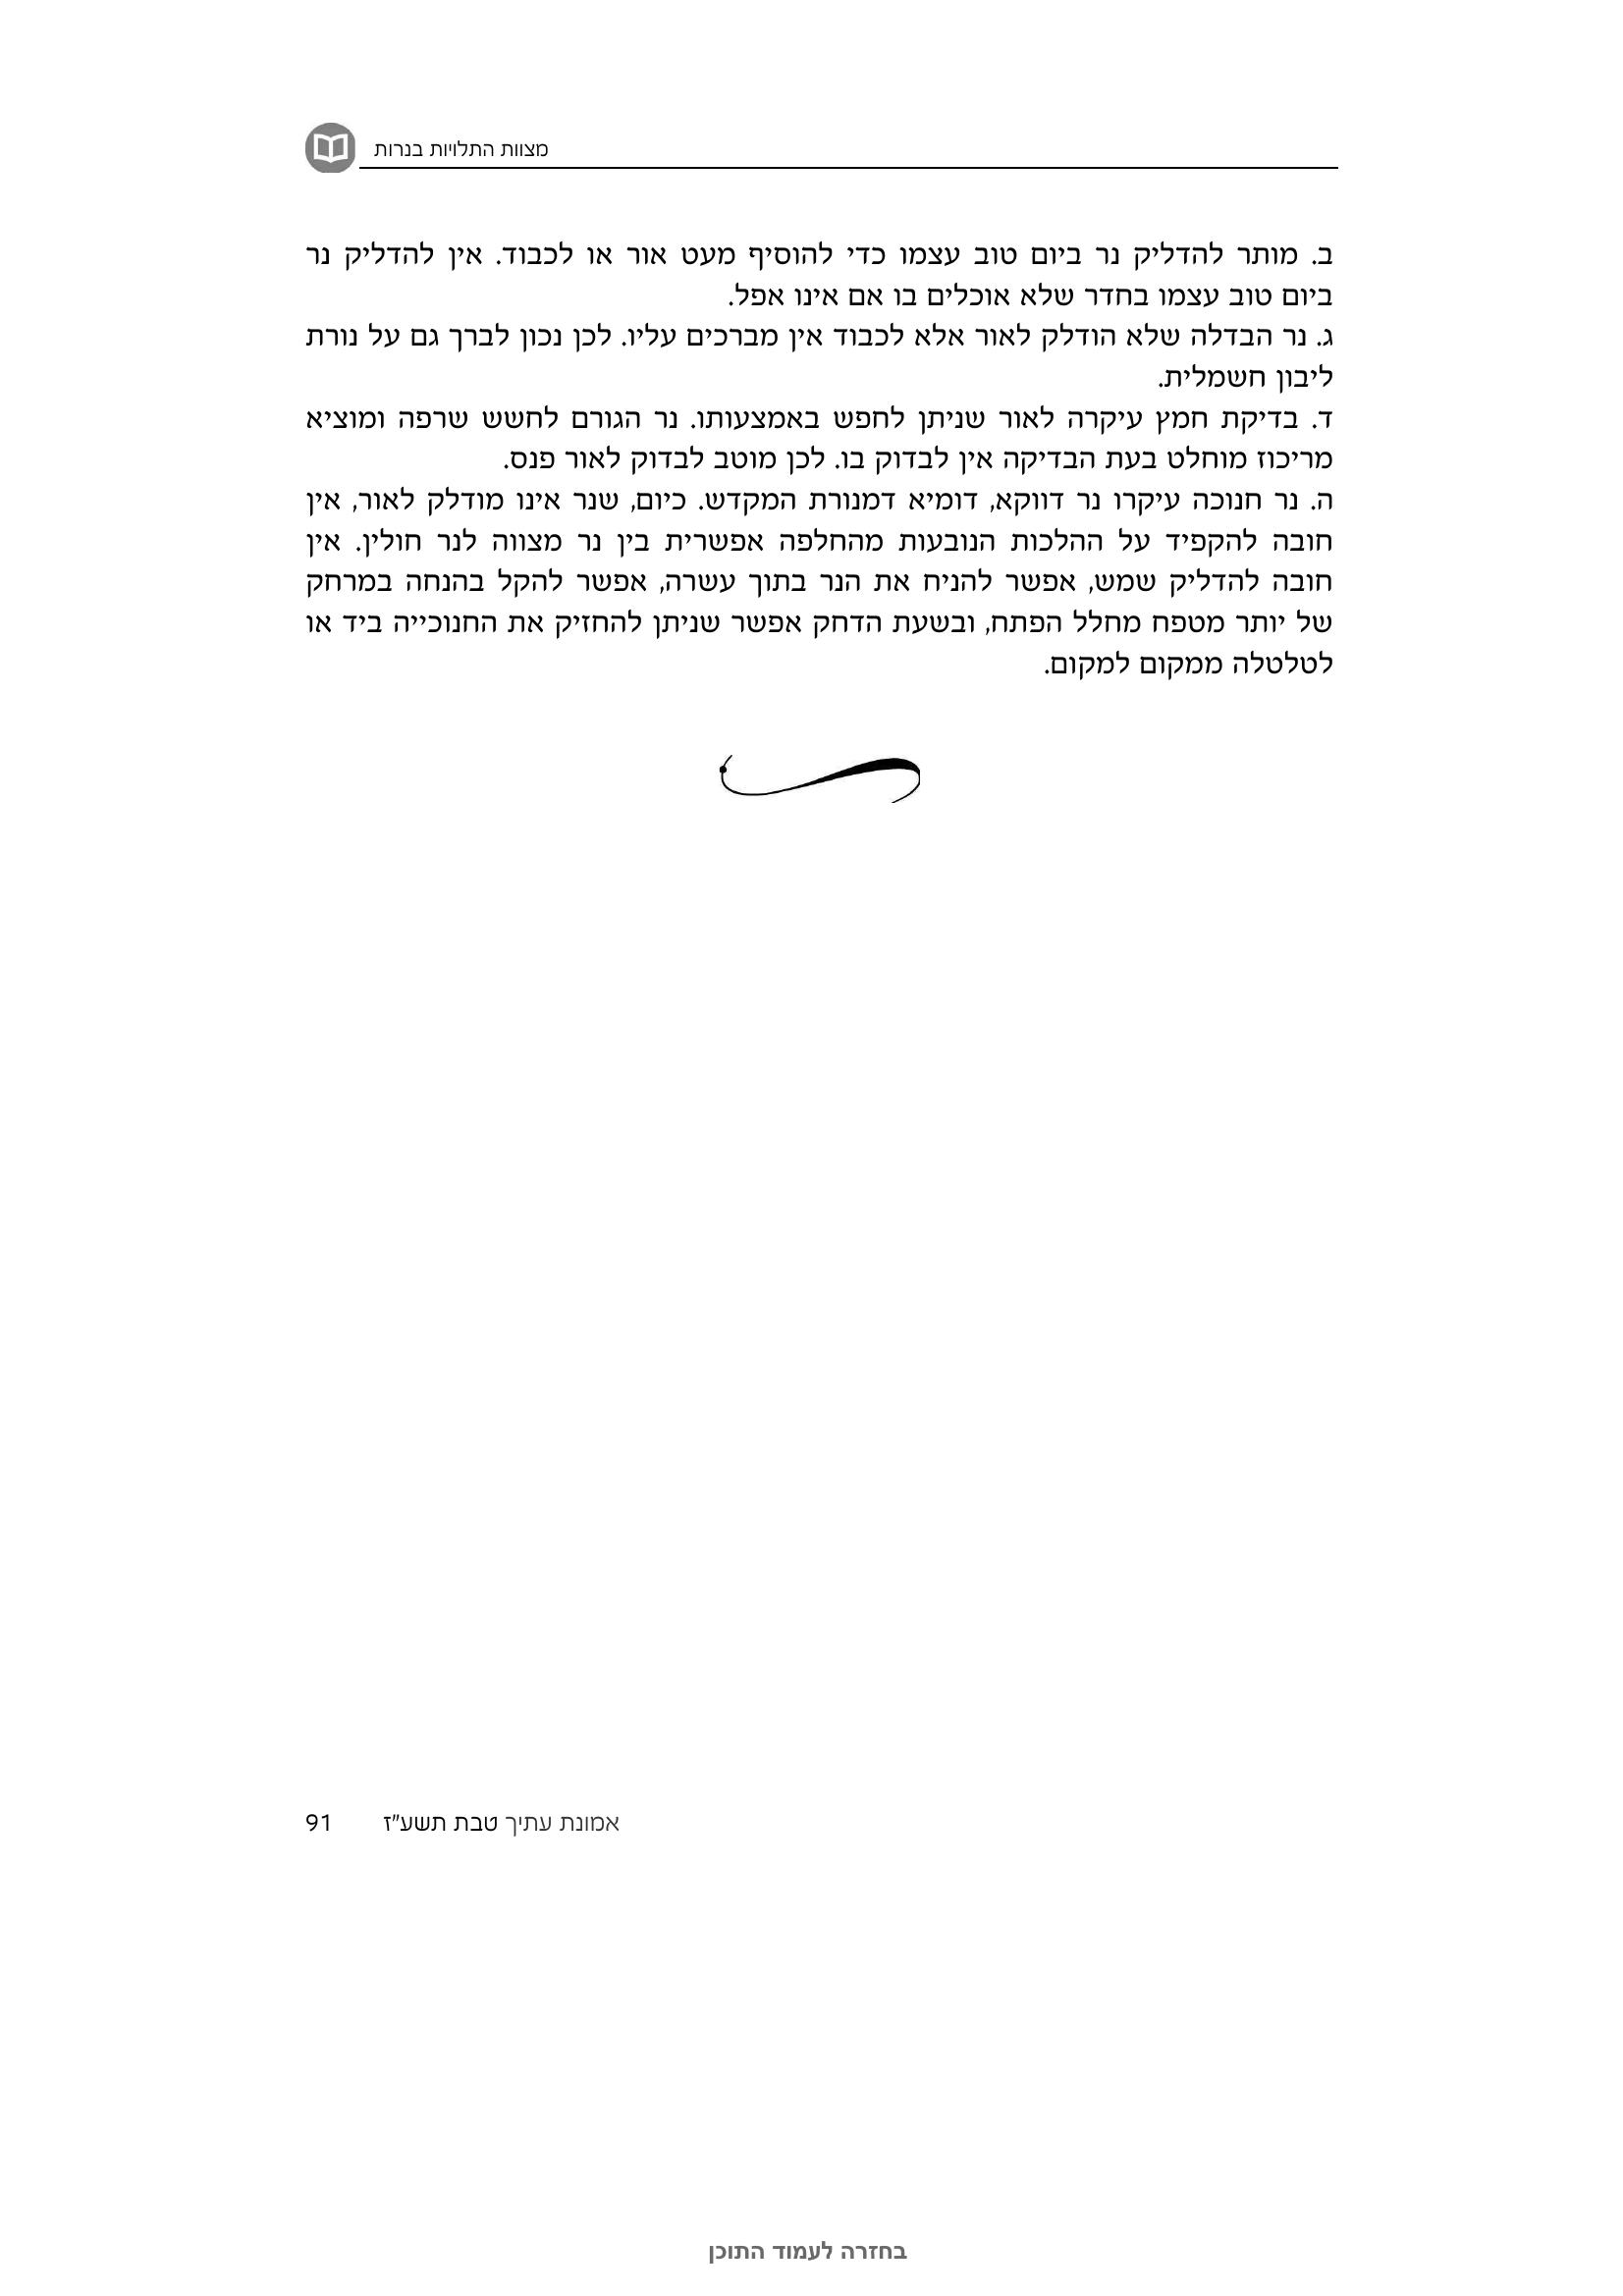 מצוות התלויות בנרות
ב. מותר להדליק נר ביום טוב עצמו כדי להוסיף מעט אור או לכבוד. אין להדליק נר
ביום טוב עצמו בחדר שלא אוכלים בו אם אינו אפל.
ג. נר הבדלה שלא הודלק לאור אלא לכבוד אין מברכים עליו. לכן נכון לברך גם על נורת
ליבון חשמלית.
ד. בדיקת חמץ עיקרה לאור שניתן לחפש באמצעותו. נר הגורם לחשש שרפה ומוציא
מריכוז מוחלט בעת הבדיקה אין לבדוק בו. לכן מוטב לבדוק לאור פנס.
ה. נר חנוכה עיקרו נר דווקא, דומיא דמנורת המקדש. כיום, שנר אינו מודלק לאור, אין
חובה להקפיד על ההלכות הנובעות מהחלפה אפשרית בין נר מצווה לנר חולין. אין
חובה להדליק שמש, אפשר להניח את הנר בתוך עשרה, אפשר להקל בהנחה במרחק
של יותר מטפח מחלל הפתח, ובשעת הדחק אפשר שניתן להחזיק את החנוכייה ביד או
לטלטלה ממקום למקום.
אמונת עתיך טבת תשע"ז 91
בחזרה לעמוד התוכן